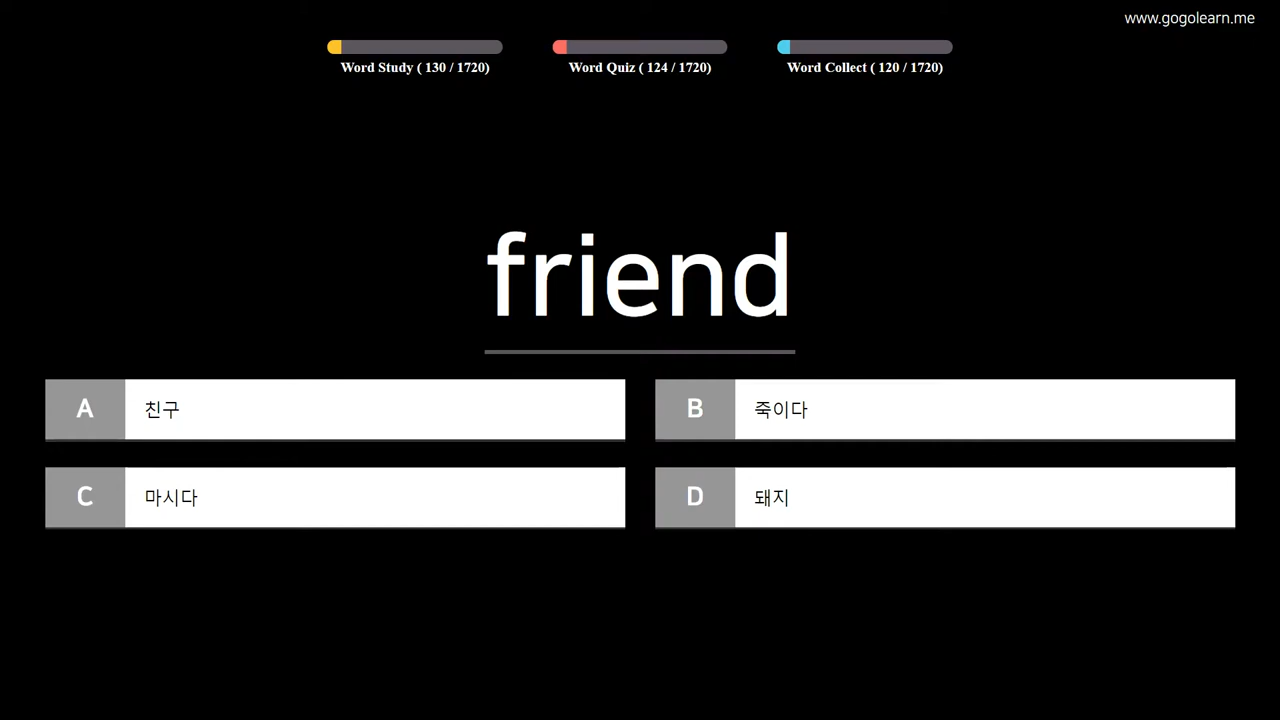 www.gogolearn.me
Word Study ( 130 / 1720) Word Quiz ( 124 / 1720) Word Collect ( 120 / 1720)
friend
A 친구
B 죽이다
C 마시다
D 돼지